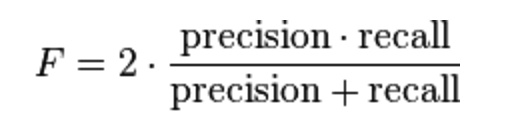 F = 2 · precision · recall / precision + recall